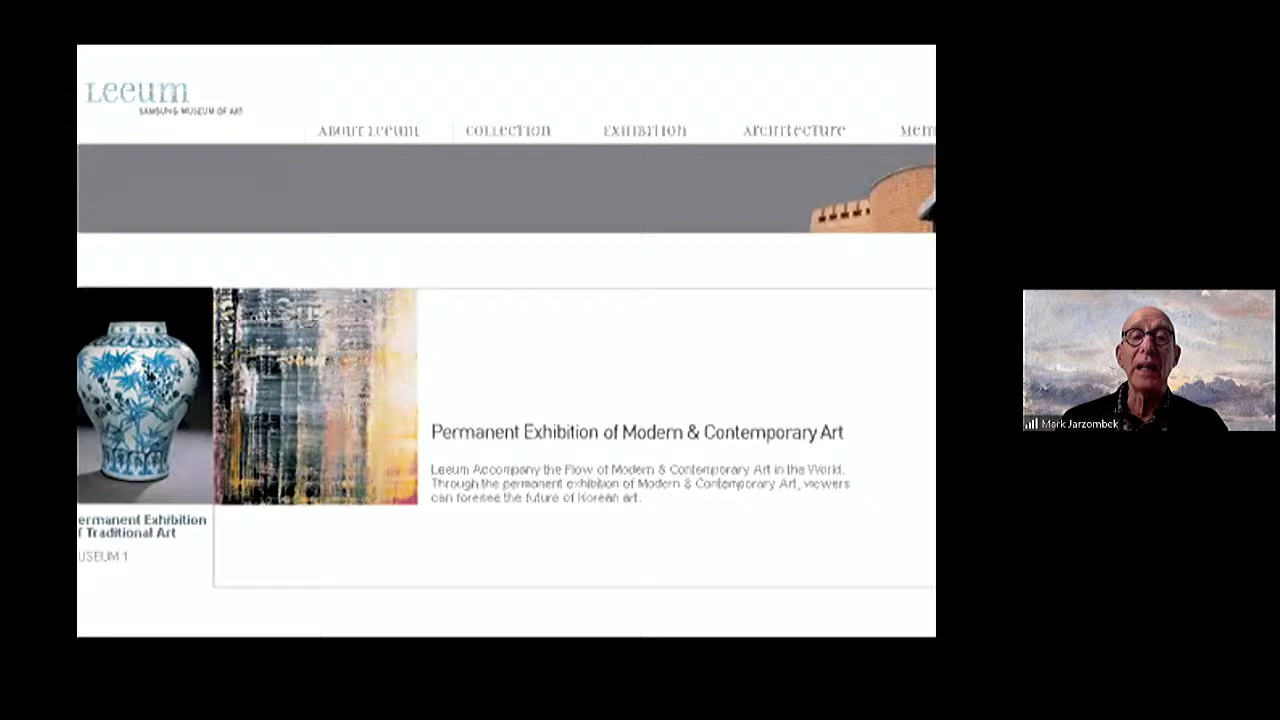 Leeum
SAMSUNG MUSEUM OF ART
ABOUT LEEUM
COLLECTION
EXHIBITION
ARCHITECTURE
MEM
Permanent Exhibition of Modern & Contemporary Art
Leeum Accompany the Flow of Modern & Contemporary Art in the World.
Through the permanent exhibition of Modern & Contemporary Art, viewers
can foresee the future of Korean art.
ermanent Exhibition
f Traditional Art
USEUM 1
Mark Jarzombek